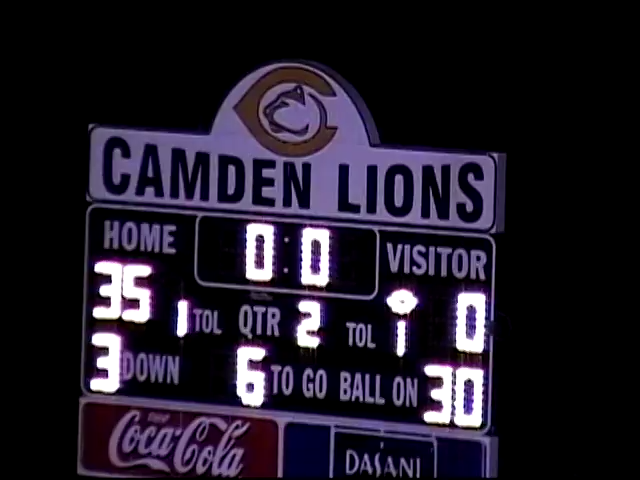 CAMDEN LIONS
HOME 0:0 VISITOR
35 1 TOL QTR 2 TOL 1 0
3 DOWN 6 TO GO BALL ON 30
Coca-Cola
DASANI